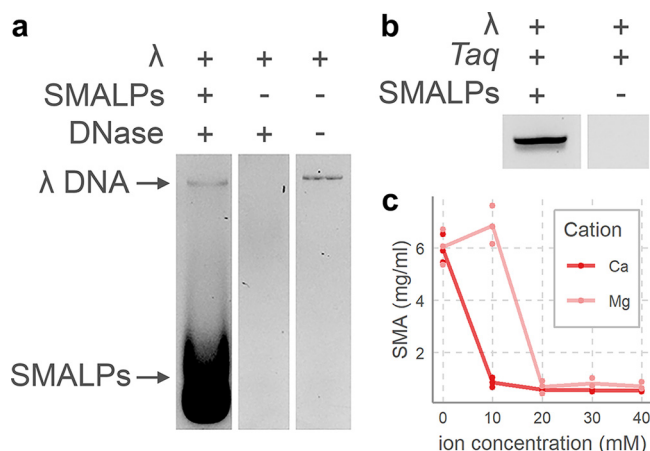 a
λ + + +
SMALPs + - -
DNase + + -
λ DNA
SMALPs
b
λ + +
Taq + +
SMALPs + -
c
Cation
Ca
Mg
SMA (mg/ml)
6
4
2
0 10 20 30 40
ion concentration (mM)